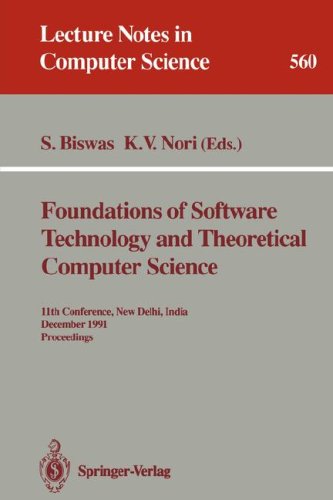 Lecture Notes in
Computer Science
560
S. Biswas K.V. Nori (Eds.)
Foundations of Software
Technology and Theoretical
Computer Science
11th Conference, New Delhi, India
December 1991
Proceedings
Springer-Verlag